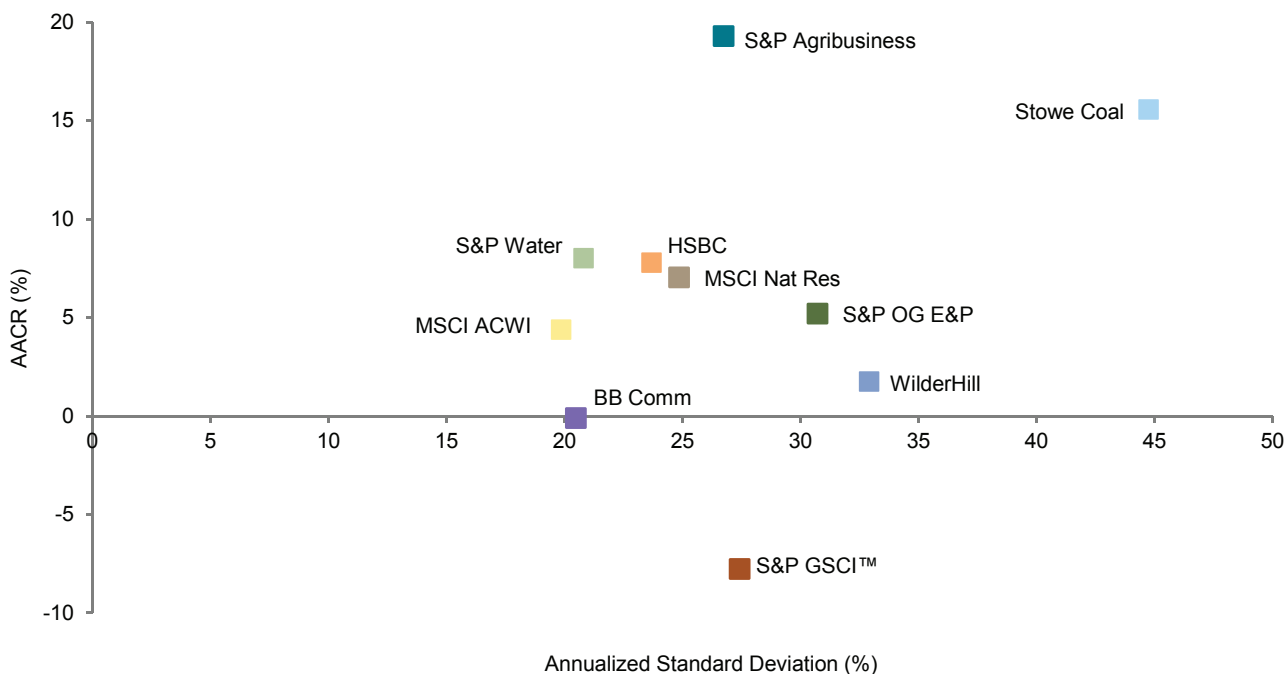 20
S&P Agribusiness
Stowe Coal
15
10
S&P Water
HSBC
MSCI Nat Res
AACR (%)
5
S&P OG E&P
MSCI ACWI
WilderHill
BB Comm
0
0 5 10 15 20 25 30 35 40 45 50
-5
S&P GSCI™
-10
Annualized Standard Deviation (%)